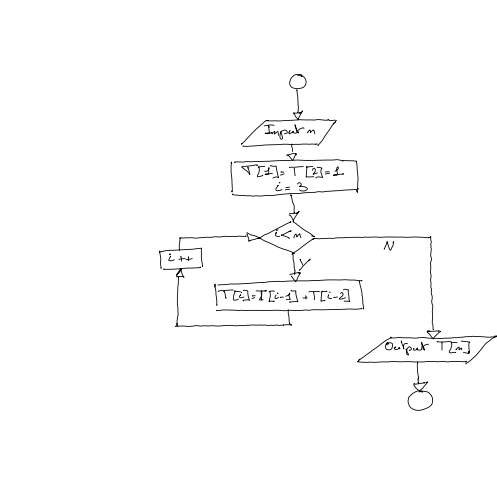 Input n
T[1]=T[2]=1
i=3
i<n
N
Y
i++
T[i]=T[i-1]+T[i-2]
Output T[n]